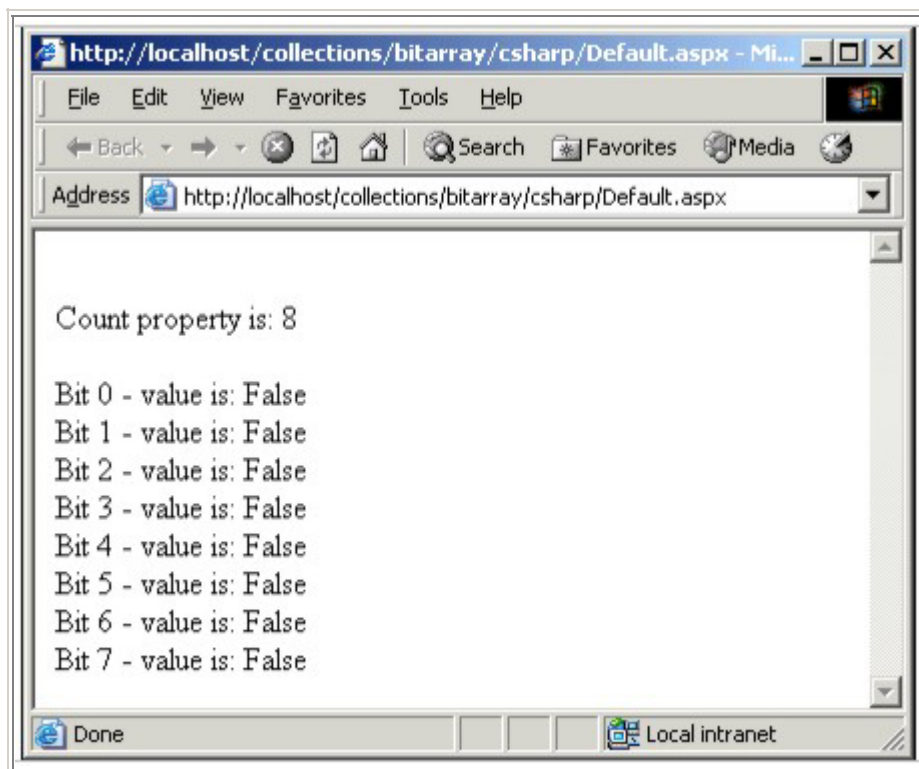 http://localhost/collections/bitarray/csharp/Default.aspx - Mi...
File Edit View Favorites Tools Help
Back Search Favorites Media
Address http://localhost/collections/bitarray/csharp/Default.aspx
Count property is: 8
Bit 0 - value is: False
Bit 1 - value is: False
Bit 2 - value is: False
Bit 3 - value is: False
Bit 4 - value is: False
Bit 5 - value is: False
Bit 6 - value is: False
Bit 7 - value is: False
Done Local intranet